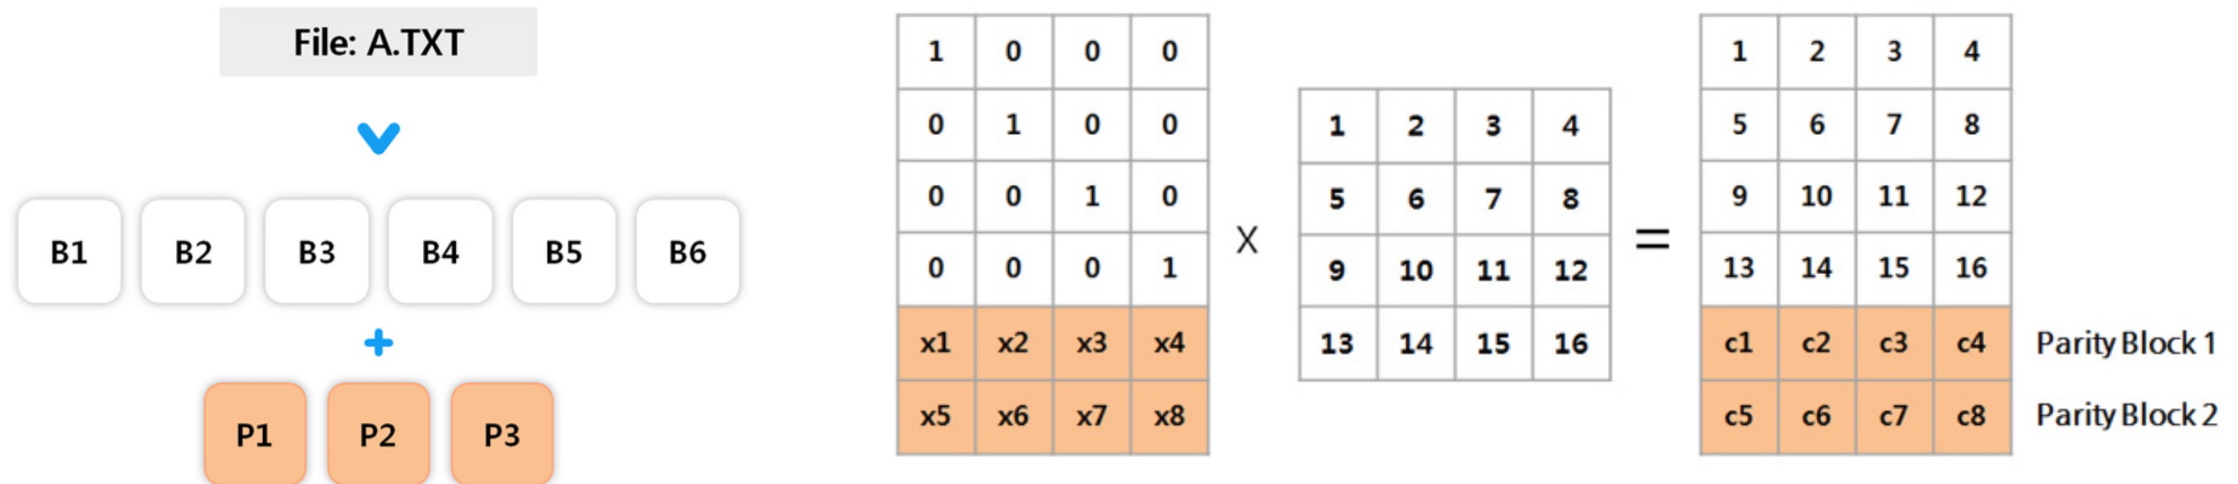 File: A.TXT
B1 B2 B3 B4 B5 B6
+
P1 P2 P3
1 0 0 0
0 1 0 0
0 0 1 0
0 0 0 1
x1 x2 x3 x4
x5 x6 x7 x8
X
1 2 3 4
5 6 7 8
9 10 11 12
13 14 15 16
=
1 2 3 4
5 6 7 8
9 10 11 12
13 14 15 16
c1 c2 c3 c4 Parity Block 1
c5 c6 c7 c8 Parity Block 2